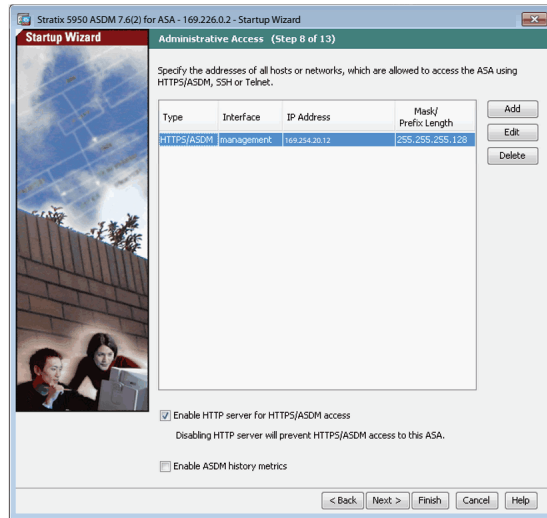 Stratix 5950 ASDM 7.6(2) for ASA - 169.226.0.2 - Startup Wizard
Startup Wizard
Administrative Access (Step 8 of 13)
Specify the addresses of all hosts or networks, which are allowed to access the ASA using
HTTPS/ASDM, SSH or Telnet.
Type Interface IP Address Mask/
Prefix Length
HTTPS/ASDM management 169.254.20.12 255.255.255.128
Add
Edit
Delete
Enable HTTP server for HTTPS/ASDM access
Disabling HTTP server will prevent HTTPS/ASDM access to this ASA.
Enable ASDM history metrics
< Back Next > Finish Cancel Help